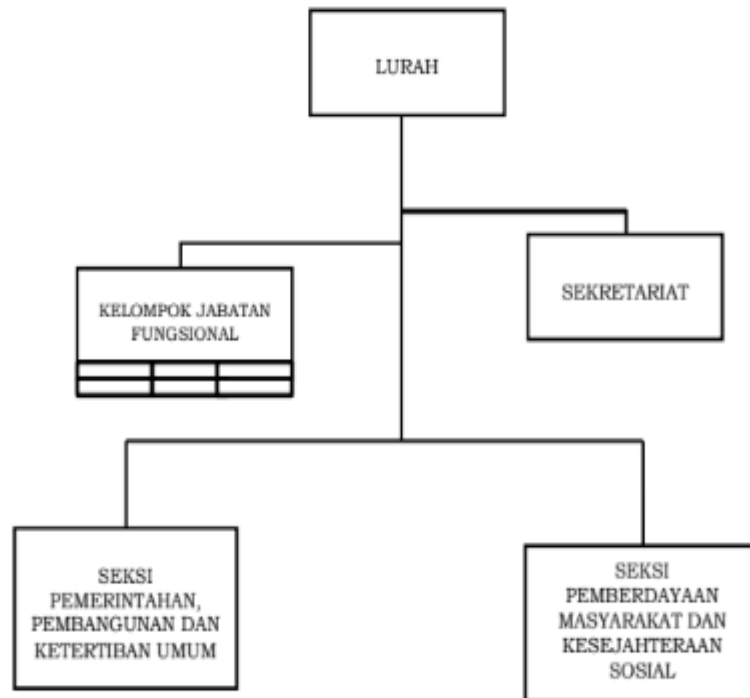 LURAH
SEKRETARIAT
KELOMPOK JABATAN
FUNGSIONAL
SEKSI
PEMERINTAHAN,
PEMBANGUNAN DAN
KETERTIBAN UMUM
SEKSI
PEMBERDAYAAN
MASYARAKAT DAN
KESEJAHTERAAN
SOSIAL